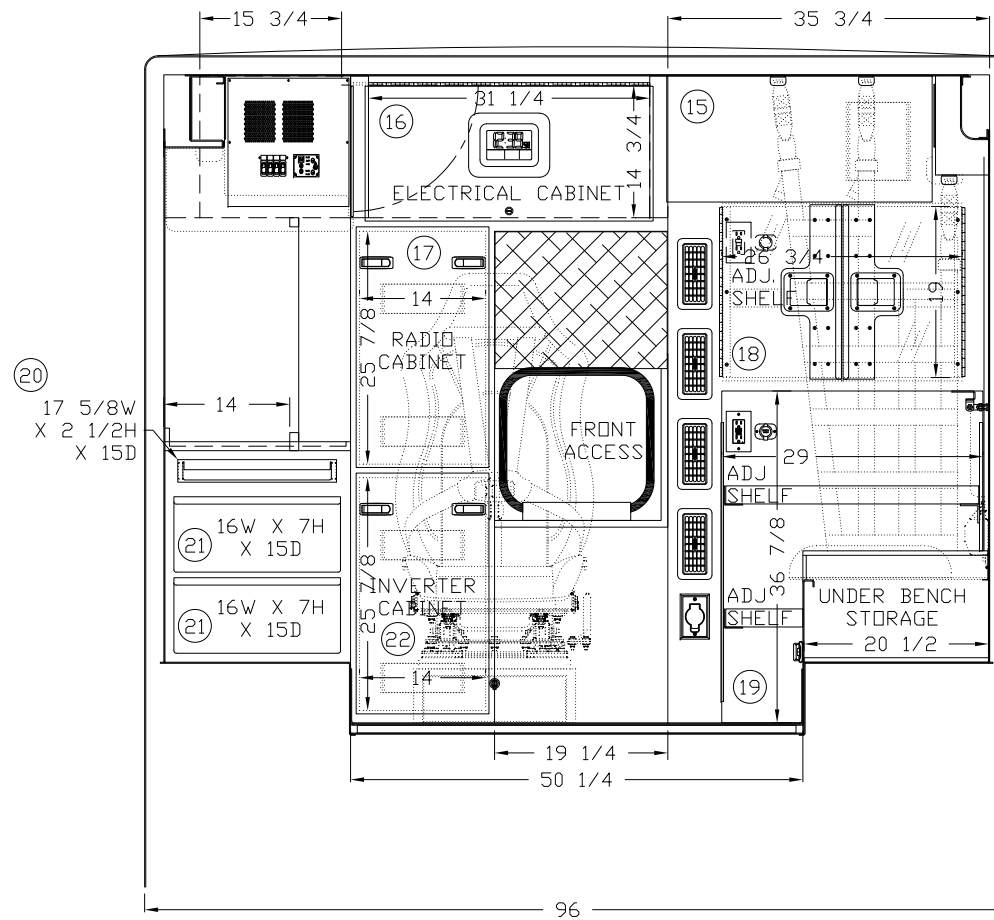 15 3/4
35 3/4
31 1/4
16
15
14 3/4
ELECTRICAL CABINET
17
26 3/4
ADJ.
SHELF
19
14
25 7/8
RADIO
CABINET
18
20
17 5/8W
X 2 1/2H
X 15D
14
FRONT
ACCESS
29
ADJ
SHELF
36 7/8
21
16W X 7H
X 15D
25 7/8
INVERTER
CABINET
22
21
16W X 7H
X 15D
ADJ
SHELF
UNDER BENCH
STORAGE
20 1/2
14
19
19 1/4
50 1/4
96